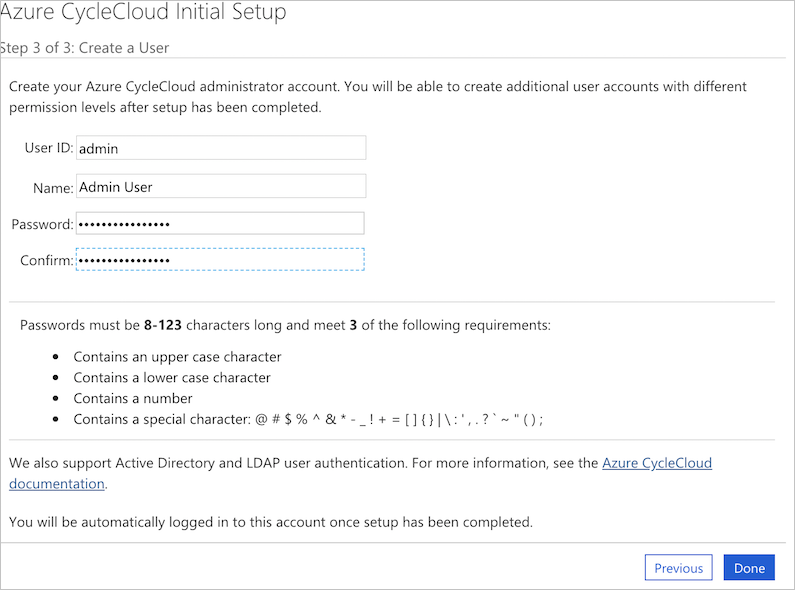 Azure CycleCloud Initial Setup
Step 3 of 3: Create a User
Create your Azure CycleCloud administrator account. You will be able to create additional user accounts with different
permission levels after setup has been completed.
User ID: admin
Name: Admin User
Password: ••••••••••••••••
Confirm: ••••••••••••••••
Passwords must be 8-123 characters long and meet 3 of the following requirements:
• Contains an upper case character
• Contains a lower case character
• Contains a number
• Contains a special character: @ # $ % ^ & * - _ ! + = [ ] { } | \ : ' , . ? ` ~ " ( ) ;
We also support Active Directory and LDAP user authentication. For more information, see the Azure CycleCloud
documentation.
You will be automatically logged in to this account once setup has been completed.
Previous Done